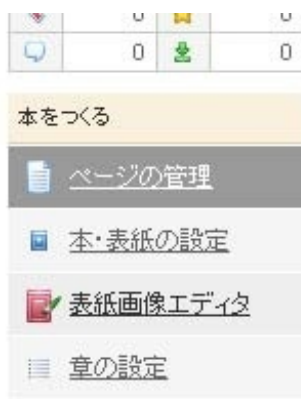 0 0
0 0
本をつくる
ページの管理
本・表紙の設定
表紙画像エディタ
章の設定